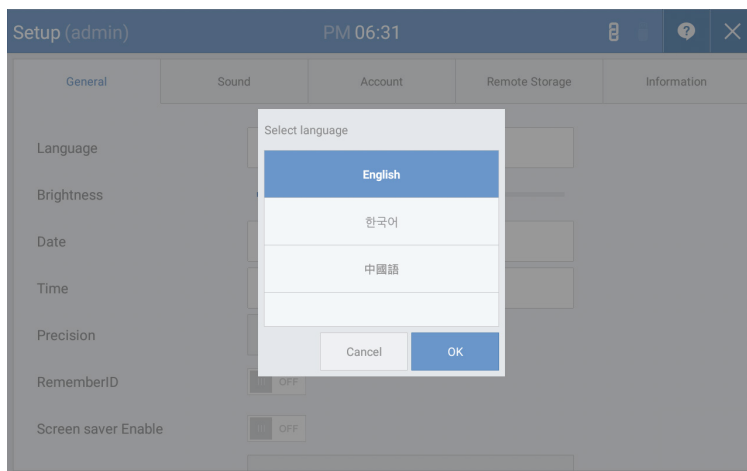 Setup (admin) PM 06:31
General Sound Account Remote Storage Information
Select language
Language
English
Brightness
한국어
Date
中國語
Time
Precision
Cancel OK
RememberID OFF
Screen saver Enable OFF